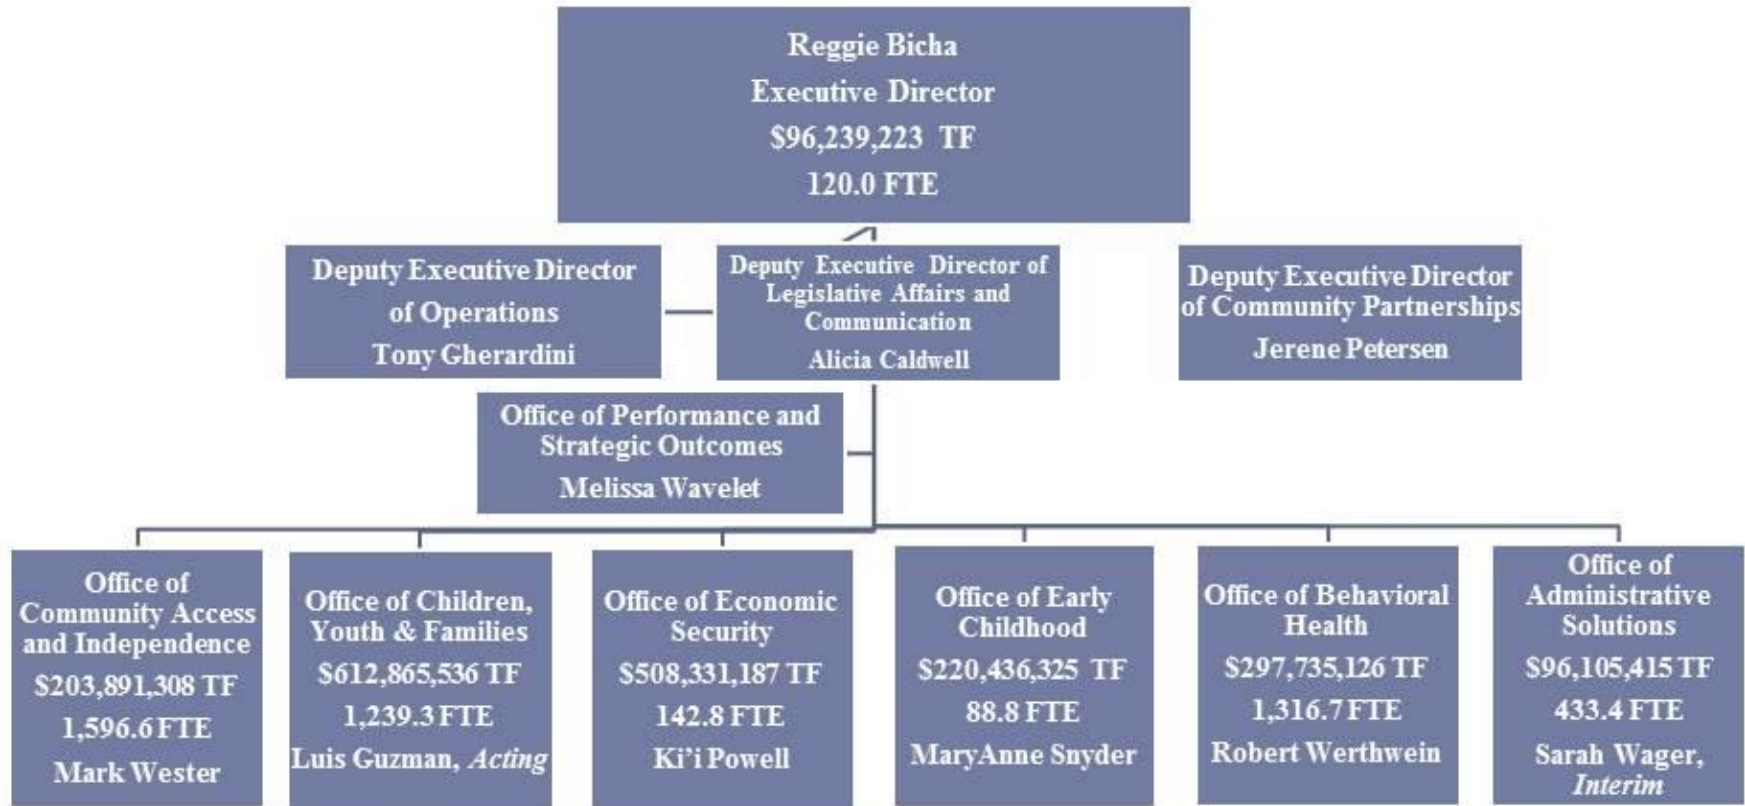 Reggie Bicha
Executive Director
$96,239,223 TF
120.0 FTE
Deputy Executive Director
of Operations
Tony Gherardini
Deputy Executive Director of
Legislative Affairs and
Communication
Alicia Caldwell
Deputy Executive Director
of Community Partnerships
Jerene Petersen
Office of Performance and
Strategic Outcomes
Melissa Wavelet
Office of
Community Access
and Independence
$203,891,308 TF
1,596.6 FTE
Mark Wester
Office of Children,
Youth & Families
$612,865,536 TF
1,239.3 FTE
Luis Guzman, Acting
Office of Economic
Security
$508,331,187 TF
142.8 FTE
Ki’i Powell
Office of Early
Childhood
$220,436,325 TF
88.8 FTE
MaryAnne Snyder
Office of Behavioral
Health
$297,735,126 TF
1,316.7 FTE
Robert Werthwein
Office of
Administrative
Solutions
$96,105,415 TF
433.4 FTE
Sarah Wager,
Interim